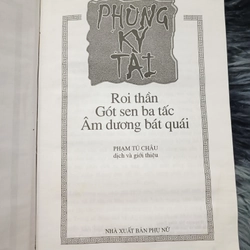 PHÙNG
KÝ
TÀI
Roi thần
Gót sen ba tấc
Âm dương bát quái
PHẠM TÚ CHÂU
dịch và giới thiệu
NHÀ XUẤT BẢN PHỤ NỮ